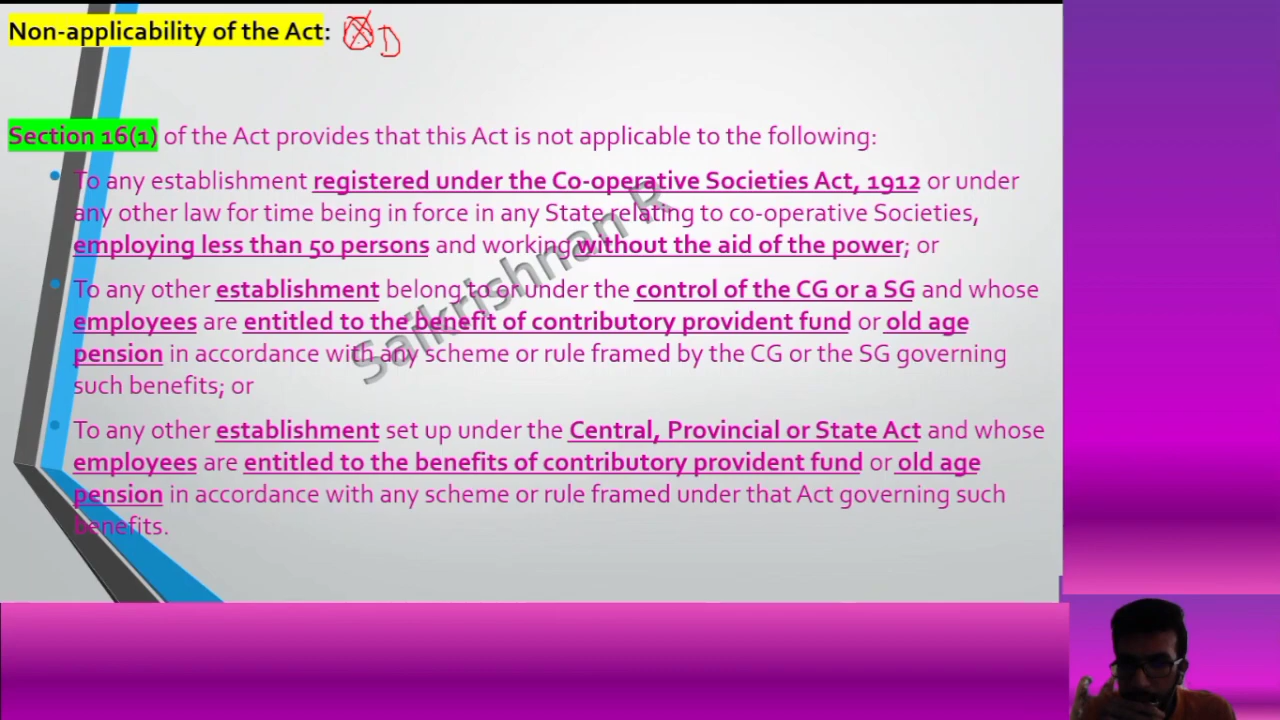 Non-applicability of the Act: D
Section 16(1) of the Act provides that this Act is not applicable to the following:
• To any establishment registered under the Co-operative Societies Act, 1912 or under
any other law for time being in force in any State relating to co-operative Societies,
employing less than 50 persons and working without the aid of the power; or
• To any other establishment belong to or under the control of the CG or a SG and whose
employees are entitled to the benefit of contributory provident fund or old age
pension in accordance with any scheme or rule framed by the CG or the SG governing
such benefits; or
• To any other establishment set up under the Central, Provincial or State Act and whose
employees are entitled to the benefits of contributory provident fund or old age
pension in accordance with any scheme or rule framed under that Act governing such
benefits.
Saikrishnan R